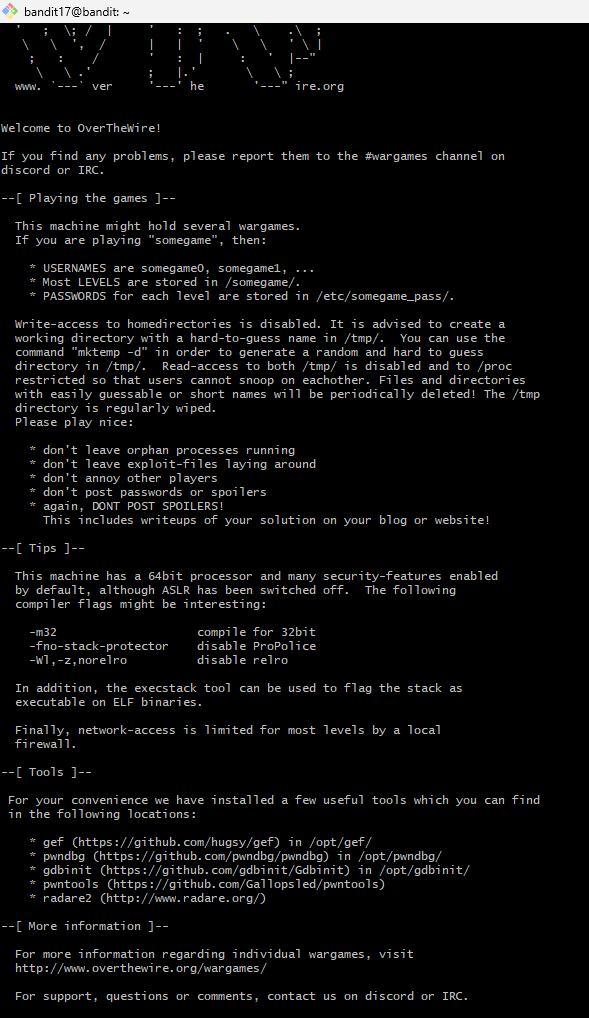 bandit17@bandit: ~
www. `---` ver '---' he '---" ire.org
Welcome to OverTheWire!
If you find any problems, please report them to the #wargames channel on
discord or IRC.
--[ Playing the games ]--
This machine might hold several wargames.
If you are playing "somegame", then:
* USERNAMES are somegame0, somegame1, ...
* Most LEVELS are stored in /somegame/.
* PASSWORDS for each level are stored in /etc/somegame_pass/.
Write-access to homedirectories is disabled. It is advised to create a
working directory with a hard-to-guess name in /tmp/.  You can use the
command "mktemp -d" in order to generate a random and hard to guess
directory in /tmp/.  Read-access to both /tmp/ is disabled and to /proc
restricted so that users cannot snoop on eachother. Files and directories
with easily guessable or short names will be periodically deleted! The /tmp
directory is regularly wiped.
Please play nice:
* don't leave orphan processes running
* don't leave exploit-files laying around
* don't annoy other players
* don't post passwords or spoilers
* again, DONT POST SPOILERS!
This includes writeups of your solution on your blog or website!
--[ Tips ]--
This machine has a 64bit processor and many security-features enabled
by default, although ASLR has been switched off.  The following
compiler flags might be interesting:
-m32 compile for 32bit
-fno-stack-protector disable ProPolice
-Wl,-z,norelro disable relro
In addition, the execstack tool can be used to flag the stack as
executable on ELF binaries.
Finally, network-access is limited for most levels by a local
firewall.
--[ Tools ]--
For your convenience we have installed a few useful tools which you can find
in the following locations:
* gef (https://github.com/hugsy/gef) in /opt/gef/
* pwndbg (https://github.com/pwndbg/pwndbg) in /opt/pwndbg/
* gdbinit (https://github.com/gdbinit/Gdbinit) in /opt/gdbinit/
* pwntools (https://github.com/Gallopsled/pwntools)
* radare2 (http://www.radare.org/)
--[ More information ]--
For more information regarding individual wargames, visit
http://www.overthewire.org/wargames/
For support, questions or comments, contact us on discord or IRC.